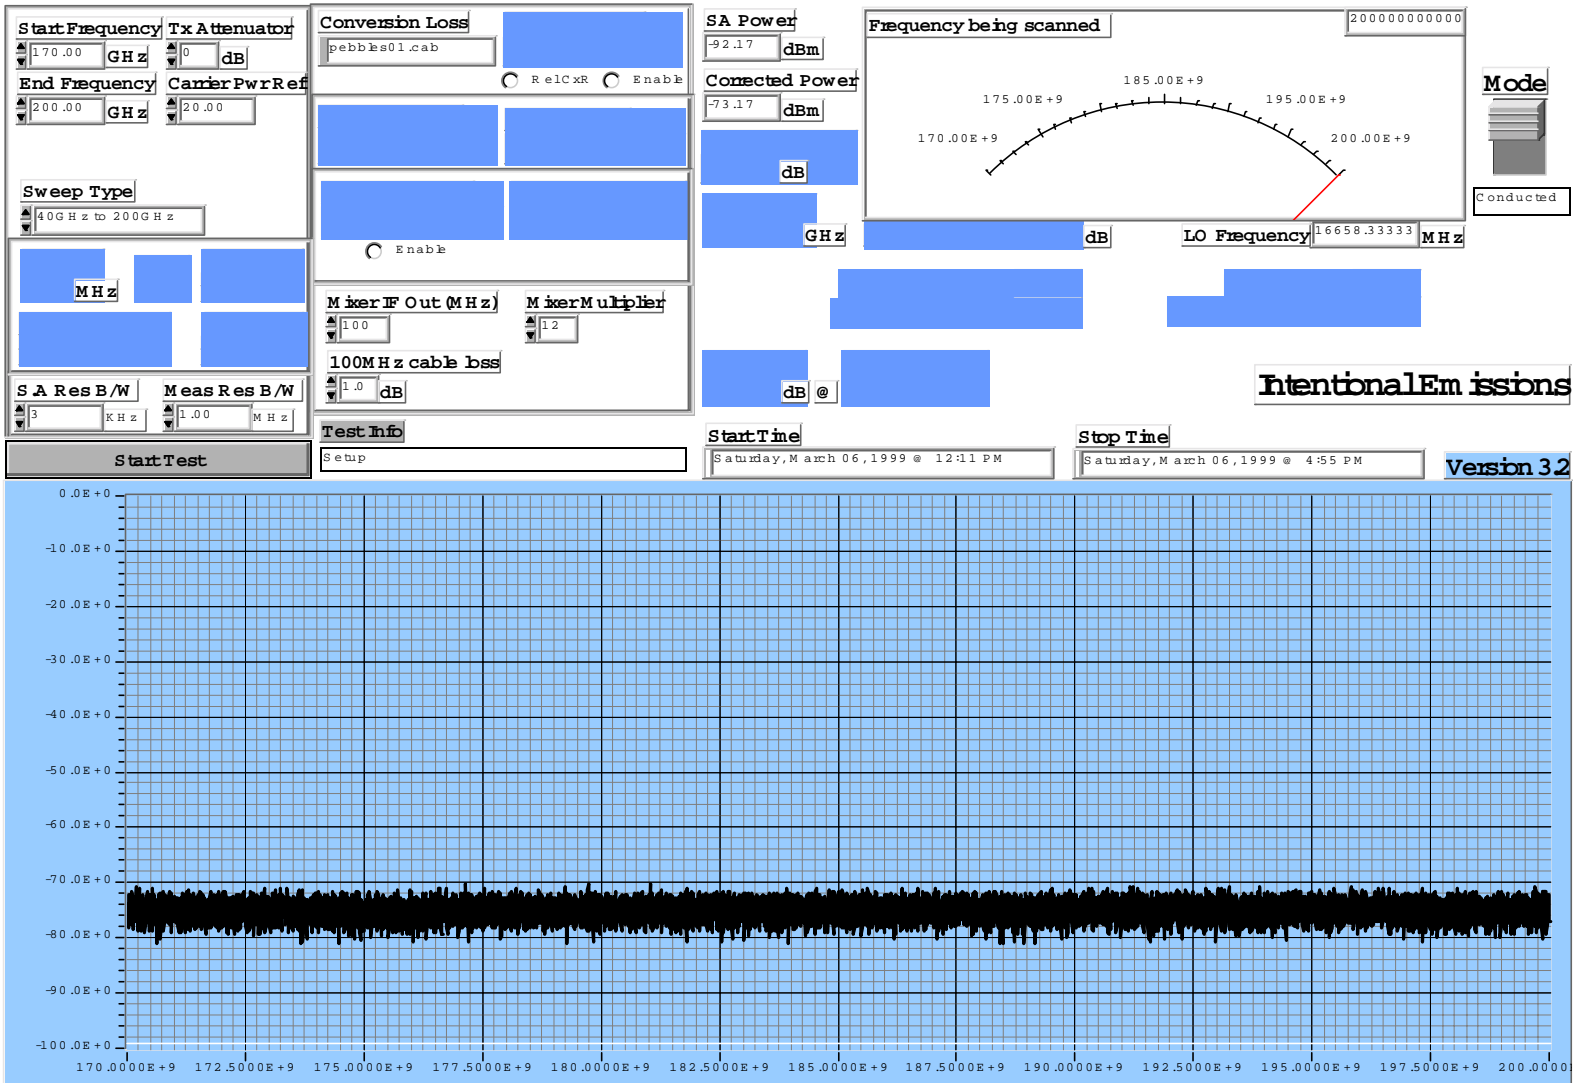 Start Frequency
170.00 GHz
Tx Attenuator
0 dB
End Frequency
200.00 GHz
Carrier Pwr Ref
20.00
Sweep Type
40GHz to 200GHz
MHz
S.A Res B/W
3 KHz
Meas Res B/W
1.00 MHz
Start Test
Conversion Loss
pebbles01.cab
RelCxR Enable
Enable
Mixer IF Out (MHz)
100
Mixer Multiplier
12
100MHz cable loss
1.0 dB
Test Info
Setup
SA Power
-92.17 dBm
Corrected Power
-73.17 dBm
dB
GHz
dB
dB @
Frequency being scanned
200000000000
170.00E+9
175.00E+9
185.00E+9
195.00E+9
200.00E+9
LO Frequency 16658.33333 MHz
Mode
Conducted
Intentional Emissions
Start Time
Saturday, March 06, 1999 @ 12:11 PM
Stop Time
Saturday, March 06, 1999 @ 4:55 PM
Version 3.2
0.0E+0
-10.0E+0
-20.0E+0
-30.0E+0
-40.0E+0
-50.0E+0
-60.0E+0
-70.0E+0
-80.0E+0
-90.0E+0
-100.0E+0
170.0000E+9 172.5000E+9 175.0000E+9 177.5000E+9 180.0000E+9 182.5000E+9 185.0000E+9 187.5000E+9 190.0000E+9 192.5000E+9 195.0000E+9 197.5000E+9 200.0000